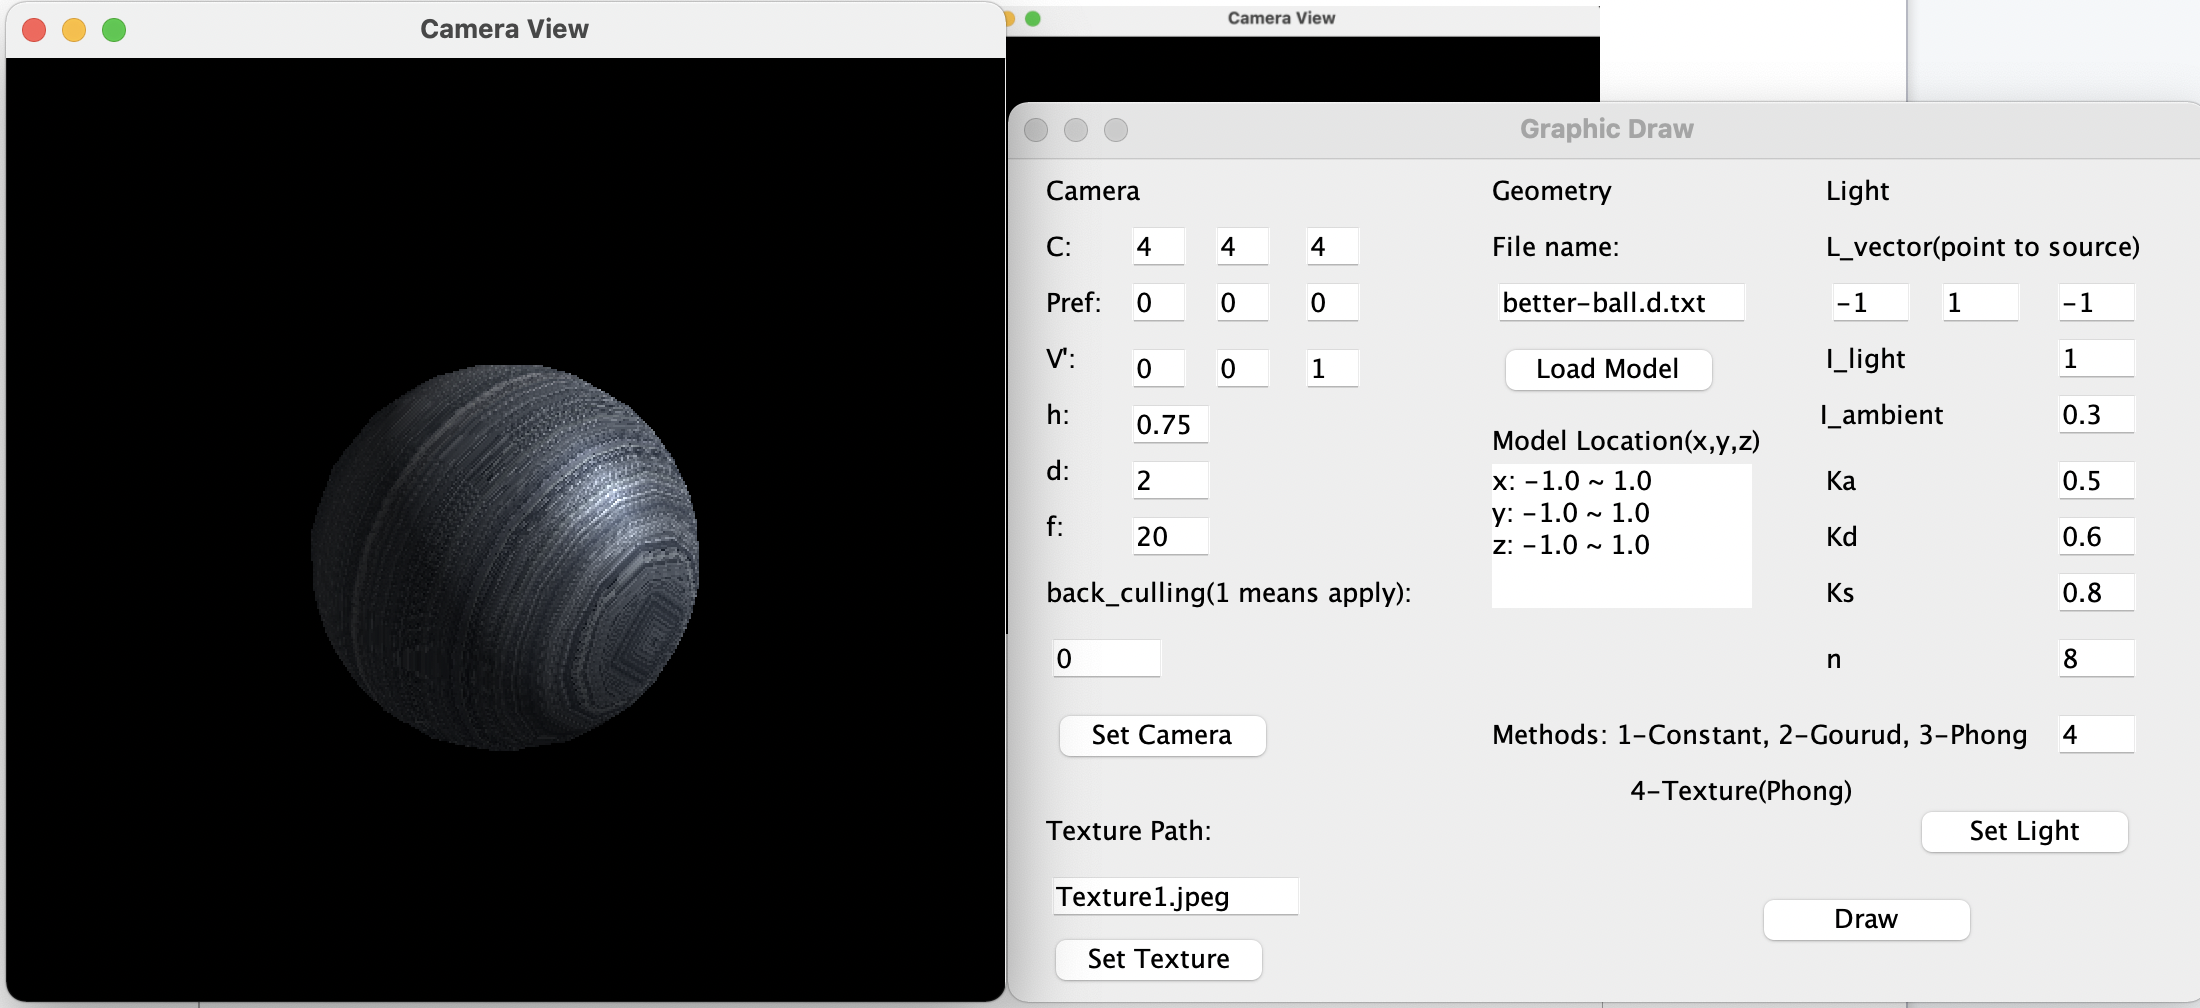 Camera View
Camera View
Graphic Draw
Camera
C: 4 4 4
Pref: 0 0 0
V': 0 0 1
h: 0.75
d: 2
f: 20
back_culling(1 means apply):
0
Set Camera
Texture Path:
Texture1.jpeg
Set Texture
Geometry
File name:
better-ball.d.txt
Load Model
Model Location(x,y,z)
x: -1.0 ~ 1.0
y: -1.0 ~ 1.0
z: -1.0 ~ 1.0
Light
L_vector(point to source)
-1 1 -1
I_light 1
I_ambient 0.3
Ka 0.5
Kd 0.6
Ks 0.8
n 8
Methods: 1-Constant, 2-Gourud, 3-Phong 4
4-Texture(Phong)
Set Light
Draw